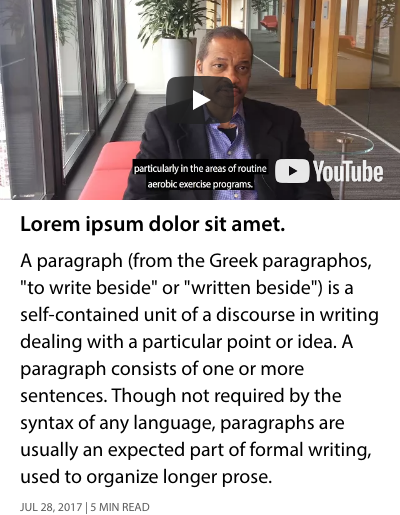 particularly in the areas of routine
aerobic exercise programs.
YouTube
Lorem ipsum dolor sit amet.
A paragraph (from the Greek paragraphos,
"to write beside" or "written beside") is a
self-contained unit of a discourse in writing
dealing with a particular point or idea. A
paragraph consists of one or more
sentences. Though not required by the
syntax of any language, paragraphs are
usually an expected part of formal writing,
used to organize longer prose.
JUL 28, 2017 | 5 MIN READ